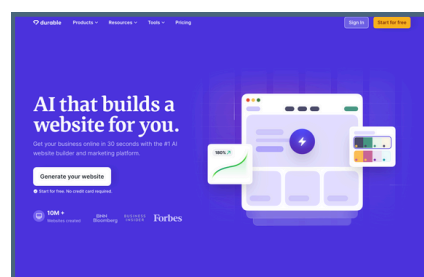 durable
Products
Resources
Tools
Pricing
Sign in
Start for free
AI that builds a
website for you.
Get your business online in 30 seconds with the #1 AI
website builder and marketing platform.
Generate your website
Start for free. No credit card required.
10M +
Websites created
Bloomberg
BUSINESS
INSIDER
Forbes